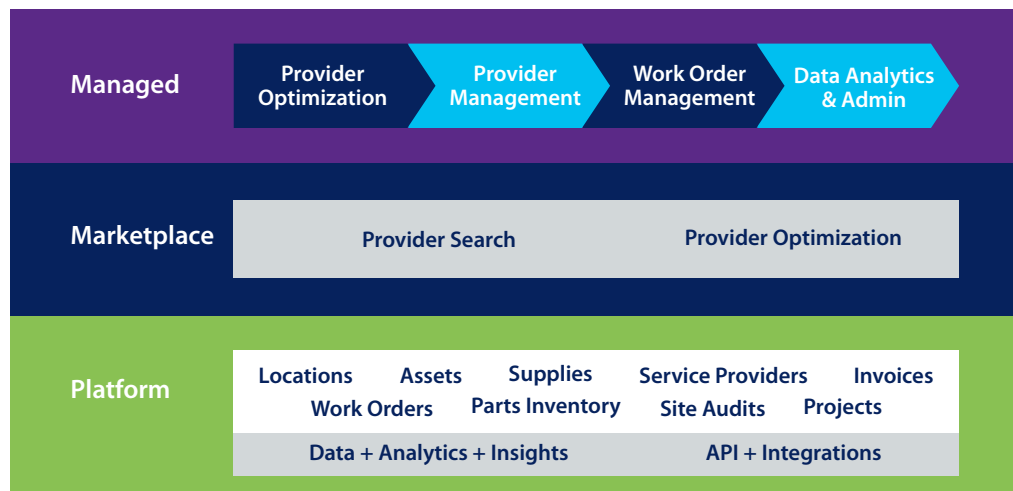 Managed
Provider
Optimization
Provider
Management
Work Order
Management
Data Analytics
& Admin
Marketplace
Provider Search
Provider Optimization
Platform
Locations Assets Supplies Service Providers Invoices
Work Orders Parts Inventory Site Audits Projects
Data + Analytics + Insights API + Integrations